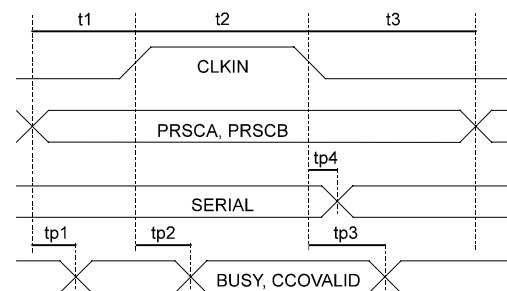 t1 t2 t3
CLKIN
PRSCA, PRSCB
tp4
SERIAL
tp1 tp2 tp3
BUSY, CCOVALID